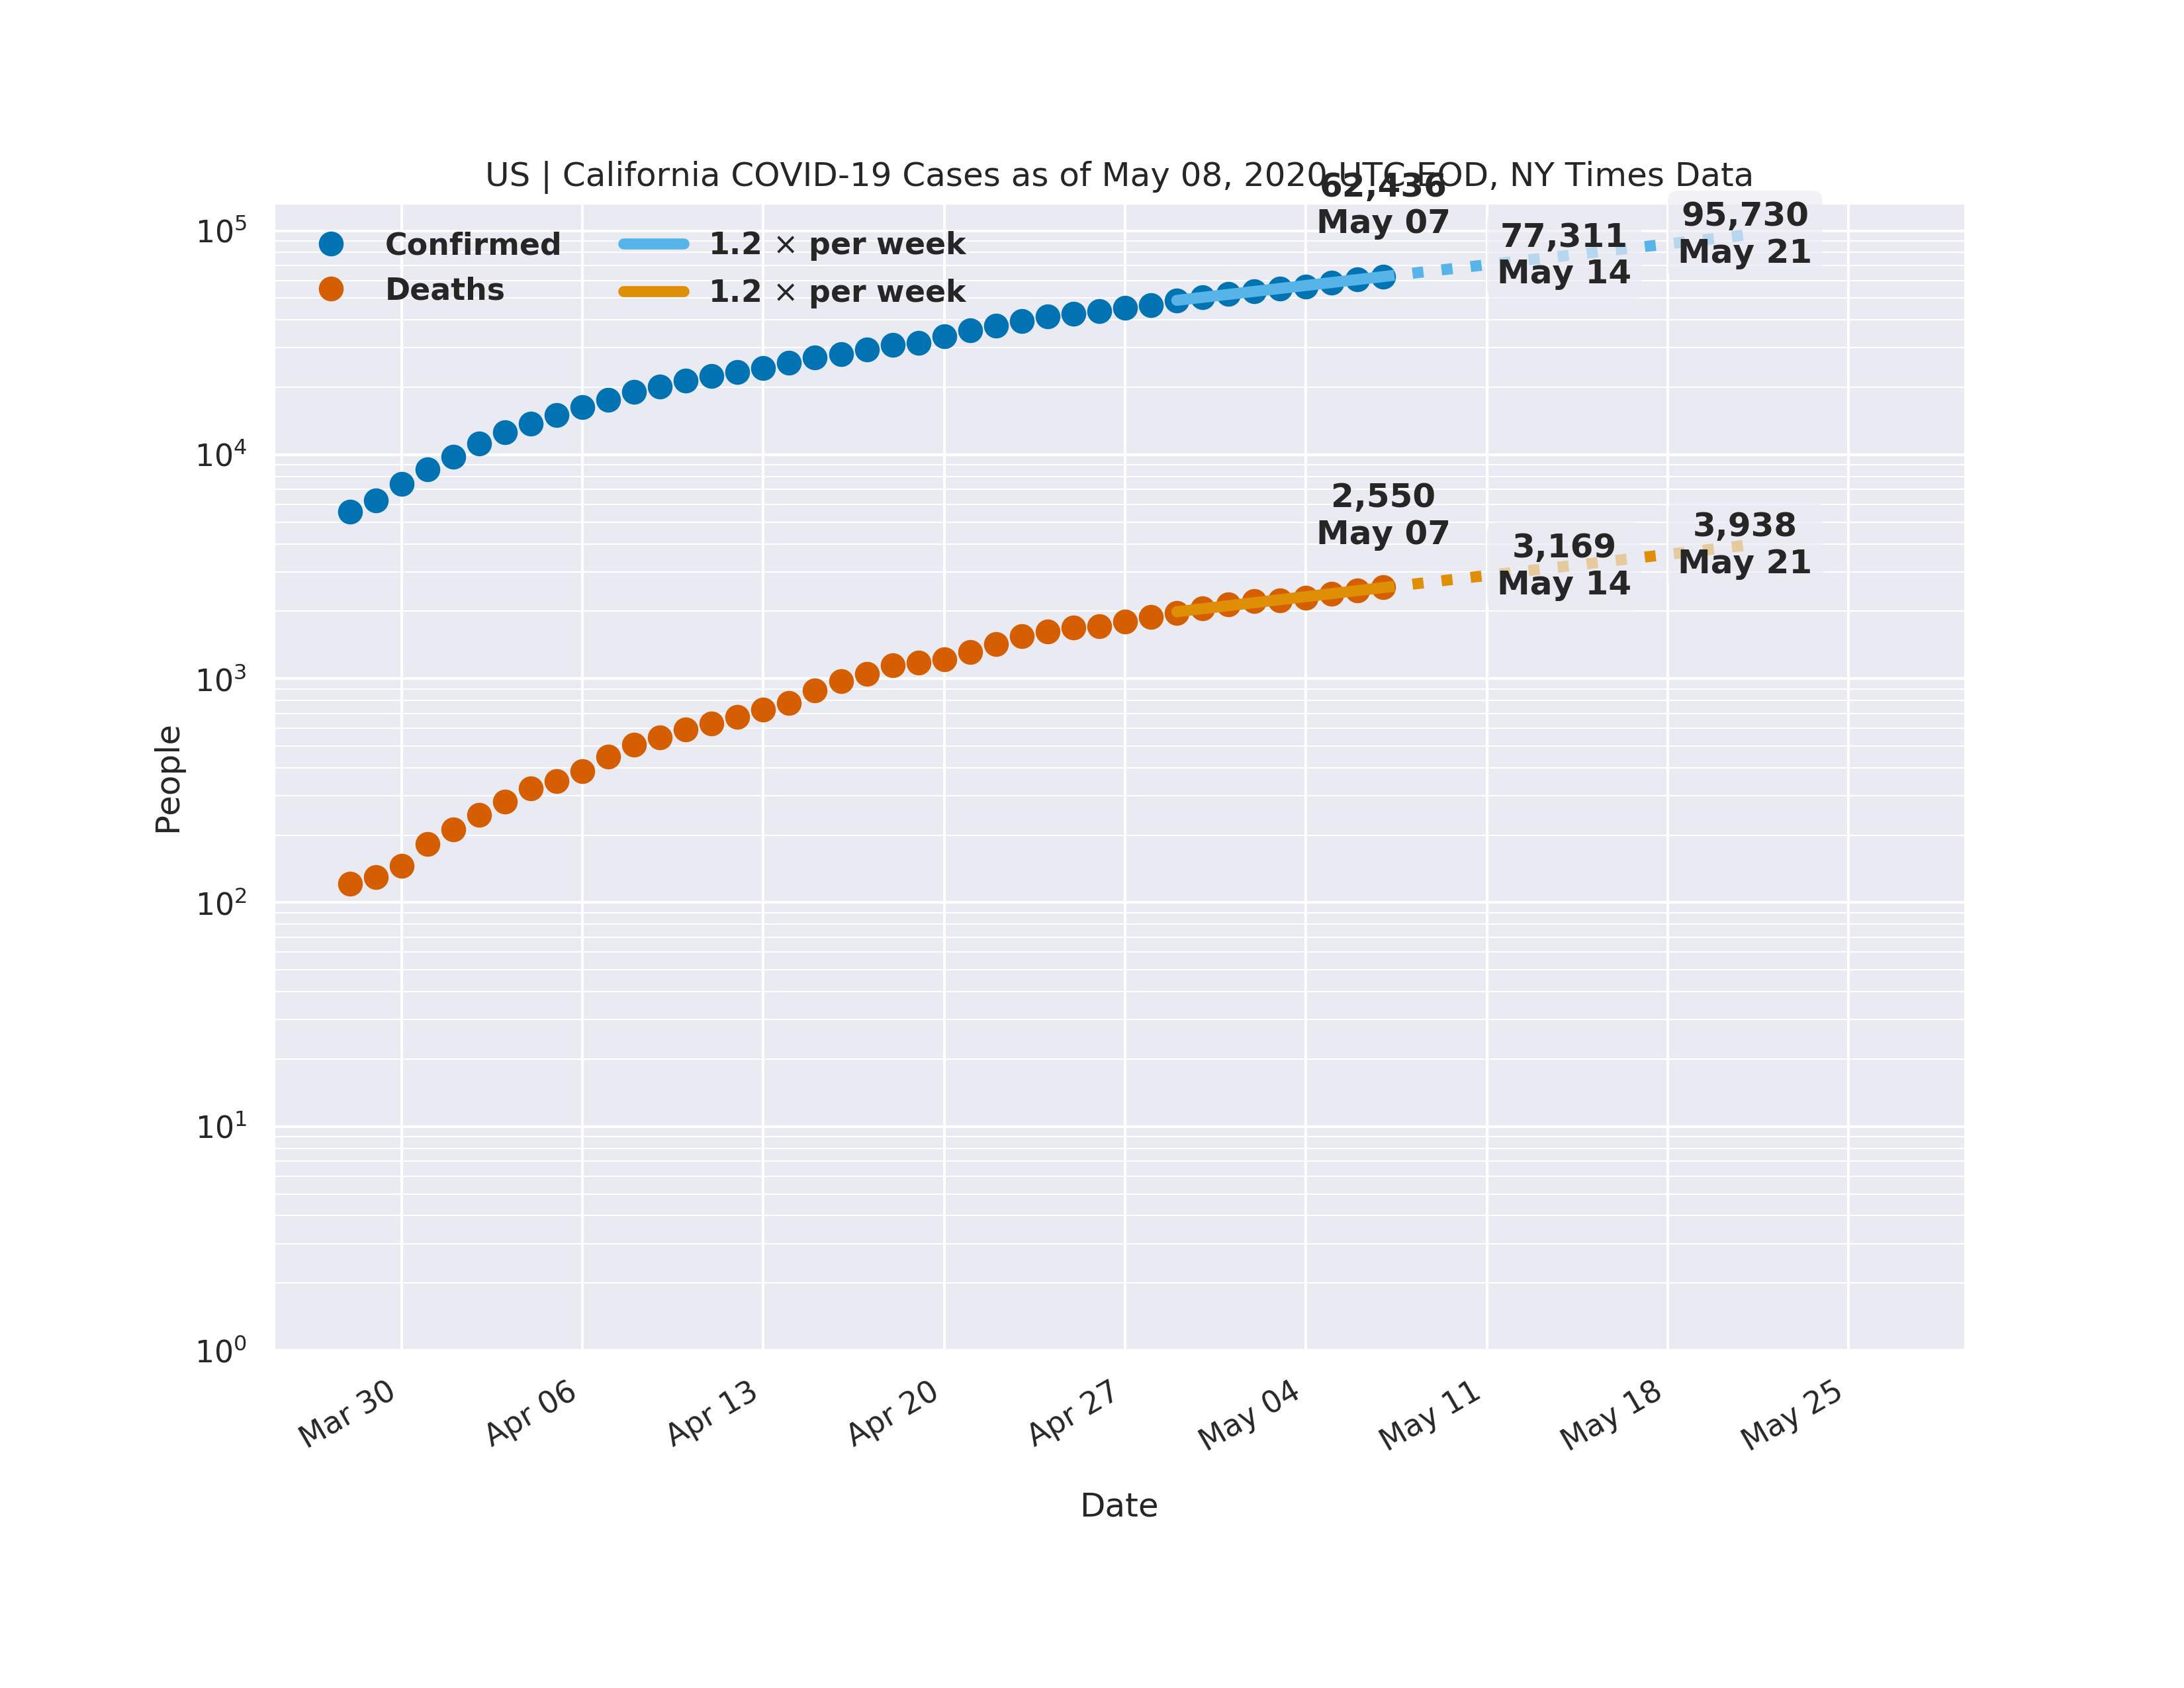 US | California COVID-19 Cases as of May 08, 2020 UTC EOD, NY Times Data
62,436
May 07
77,311
May 14
95,730
May 21
Confirmed
Deaths
1.2 × per week
1.2 × per week
2,550
May 07
3,169
May 14
3,938
May 21
People
10⁵
10⁴
10³
10²
10¹
10⁰
Mar 30
Apr 06
Apr 13
Apr 20
Apr 27
May 04
May 11
May 18
May 25
Date